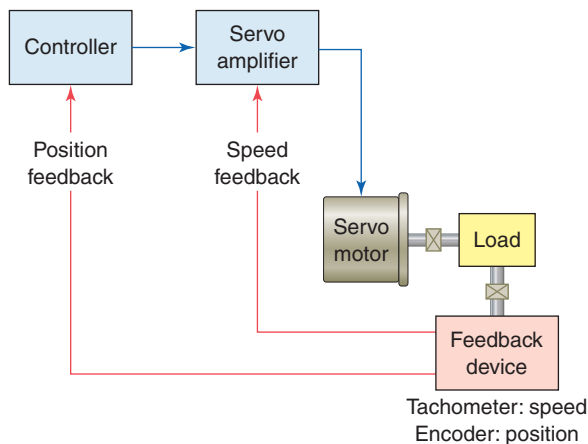 Controller
Servo
amplifier
Position
feedback
Speed
feedback
Servo
motor
Load
Feedback
device
Tachometer: speed
Encoder: position